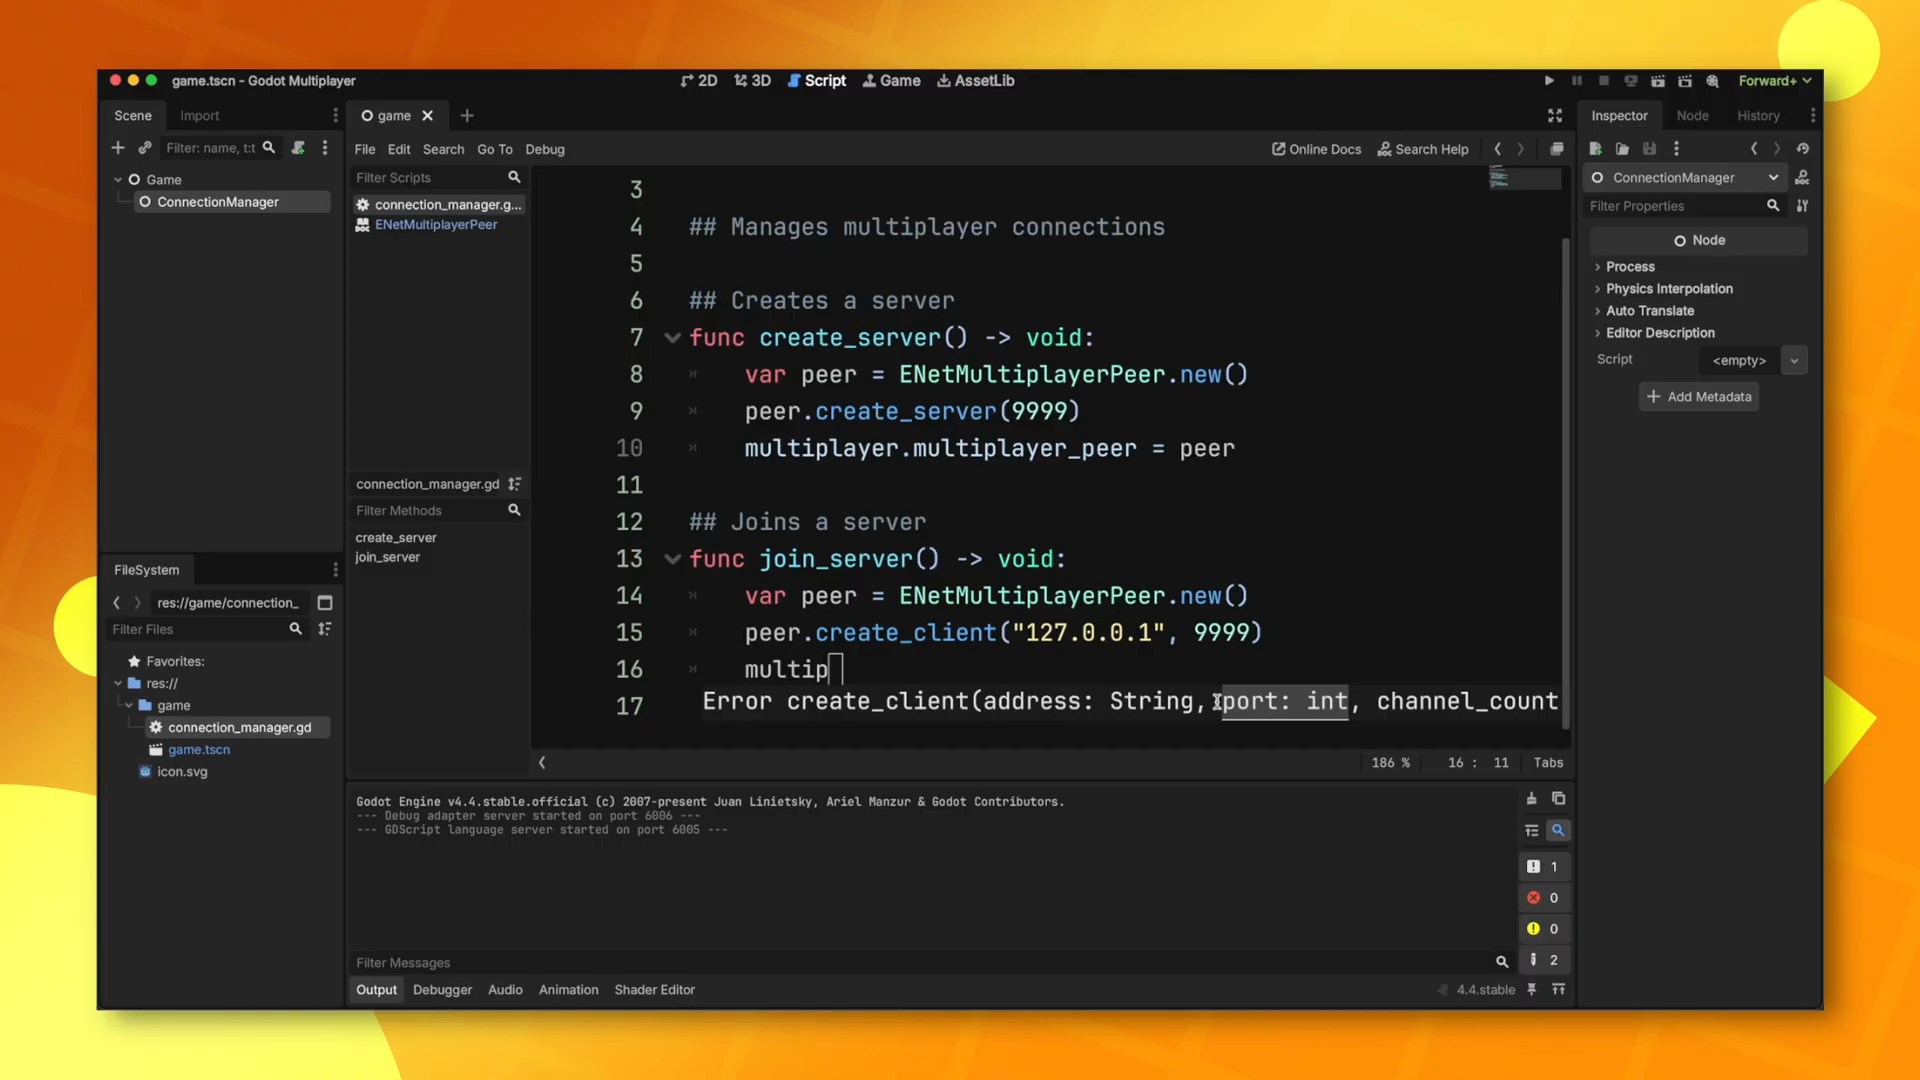 game.tscn - Godot Multiplayer
2D
3D
Script
Game
AssetLib
Forward+
Scene
Import
game
Inspector
Node
History
Filter: name, t:t
File
Edit
Search
Go To
Debug
Online Docs
Search Help
Game
ConnectionManager
Filter Scripts
connection_manager.g...
ENetMultiplayerPeer
ConnectionManager
Filter Properties
Node
Process
Physics Interpolation
Auto Translate
Editor Description
Script
<empty>
Add Metadata
3
4 ## Manages multiplayer connections
5
6 ## Creates a server
7 func create_server() -> void:
8 var peer = ENetMultiplayerPeer.new()
9 peer.create_server(9999)
10 multiplayer.multiplayer_peer = peer
11
12 ## Joins a server
13 func join_server() -> void:
14 var peer = ENetMultiplayerPeer.new()
15 peer.create_client("127.0.0.1", 9999)
16 multip
17 Error create_client(address: String, port: int, channel_count
connection_manager.gd
Filter Methods
create_server
join_server
FileSystem
res://game/connection_
Filter Files
Favorites:
res://
game
connection_manager.gd
game.tscn
icon.svg
186 %
16 : 11
Tabs
Godot Engine v4.4.stable.official (c) 2007-present Juan Linietsky, Ariel Manzur & Godot Contributors.
--- Debug adapter server started on port 6006 ---
--- GDScript language server started on port 6005 ---
1
0
0
2
Filter Messages
Output
Debugger
Audio
Animation
Shader Editor
4.4.stable